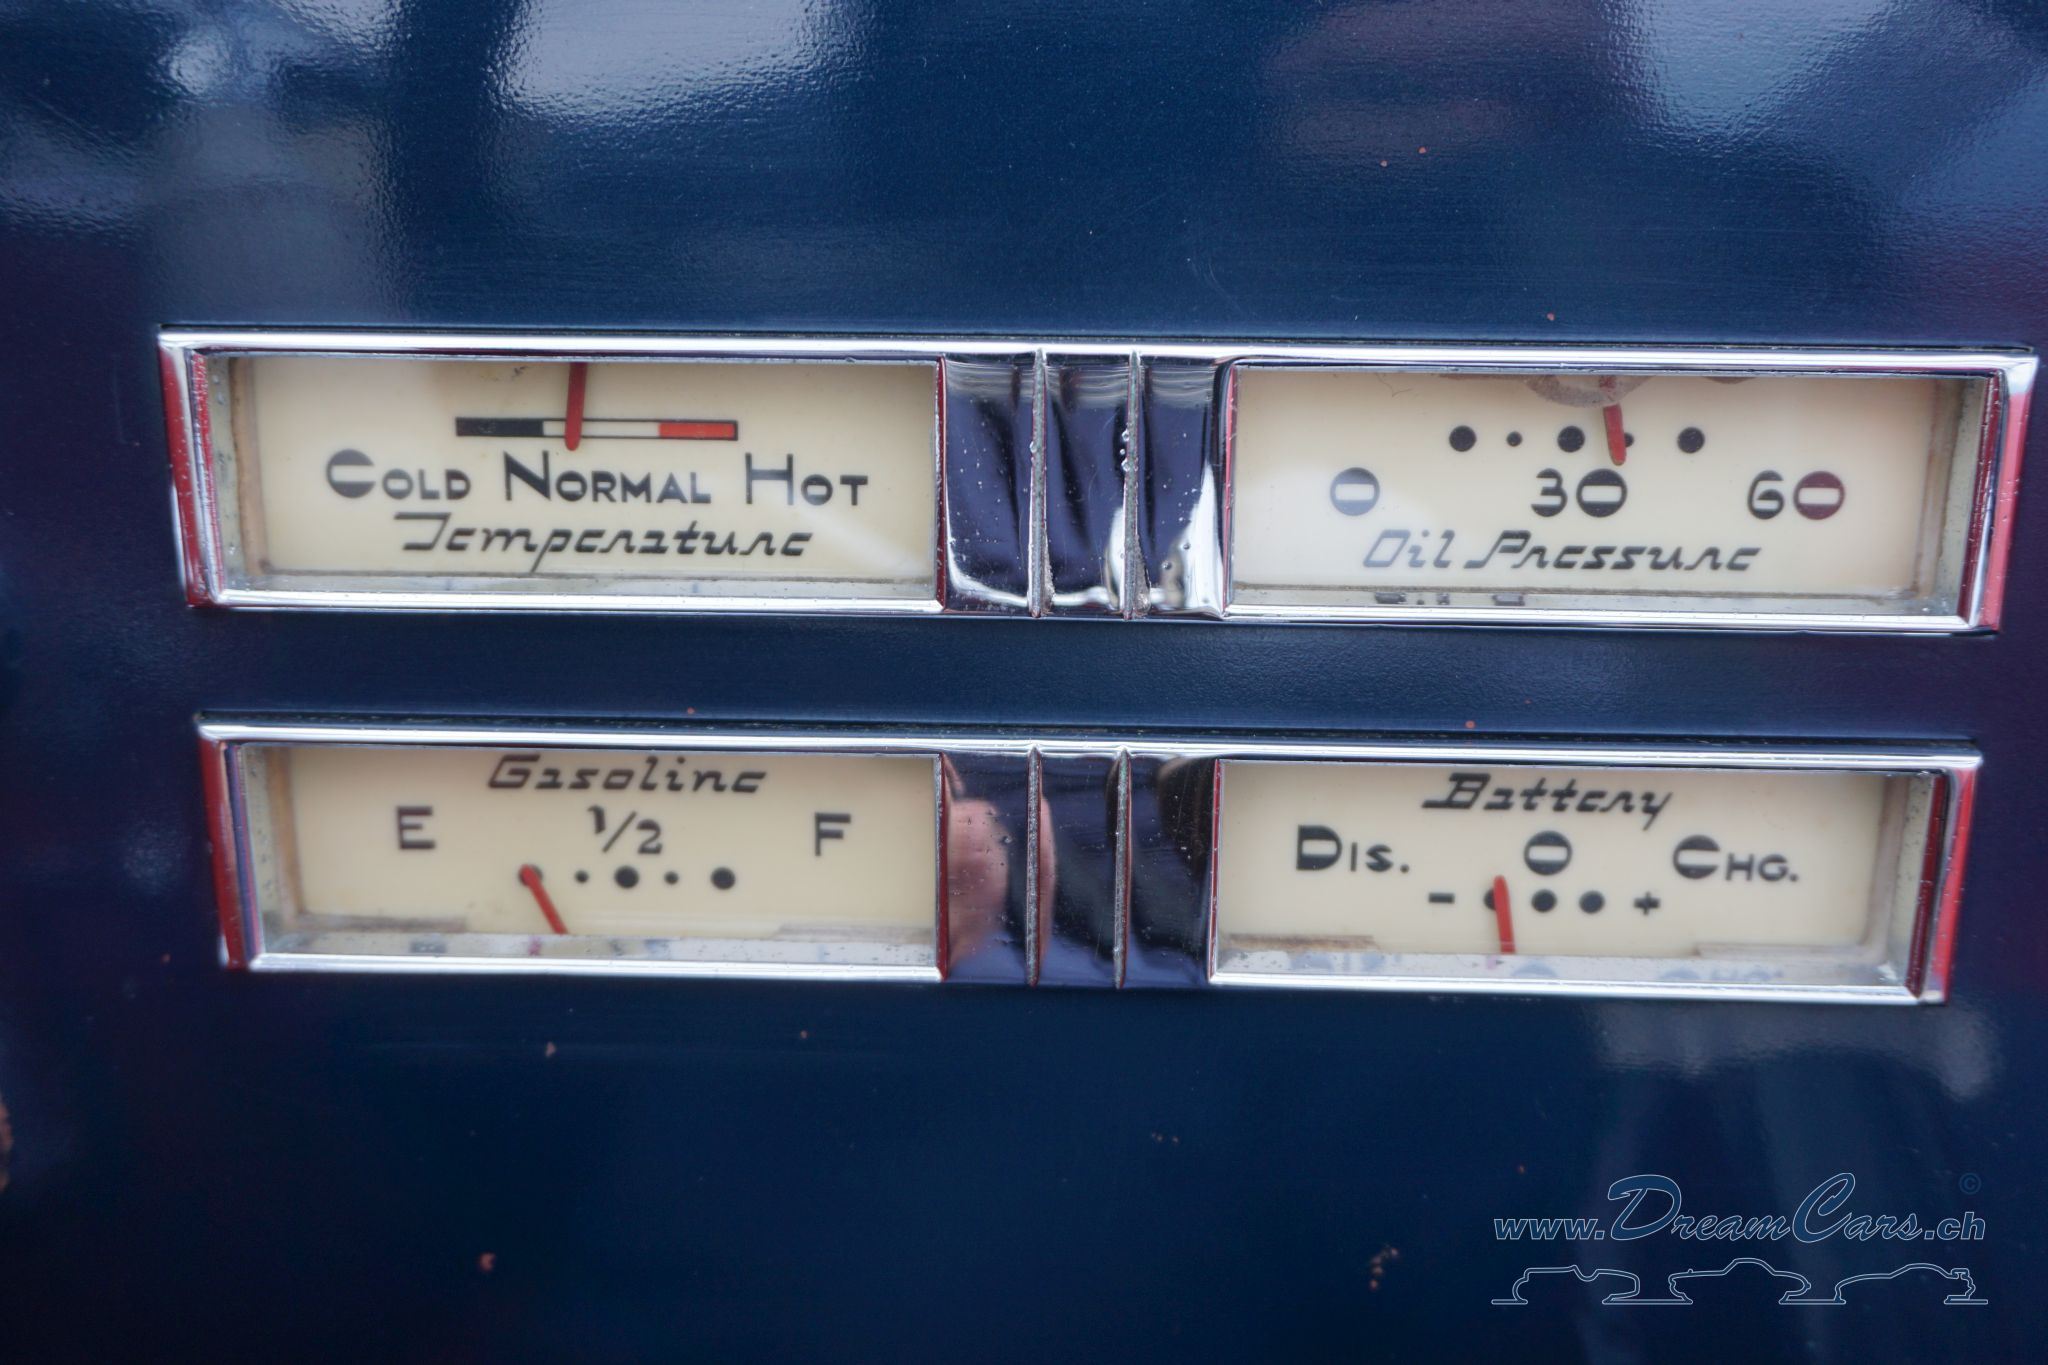 COLD NORMAL HOT
Temperature
0 30 60
Oil Pressure
Gasoline
E 1/2 F
Battery
DIS. 0 CHG.
- +
www.DreamCars.ch
©